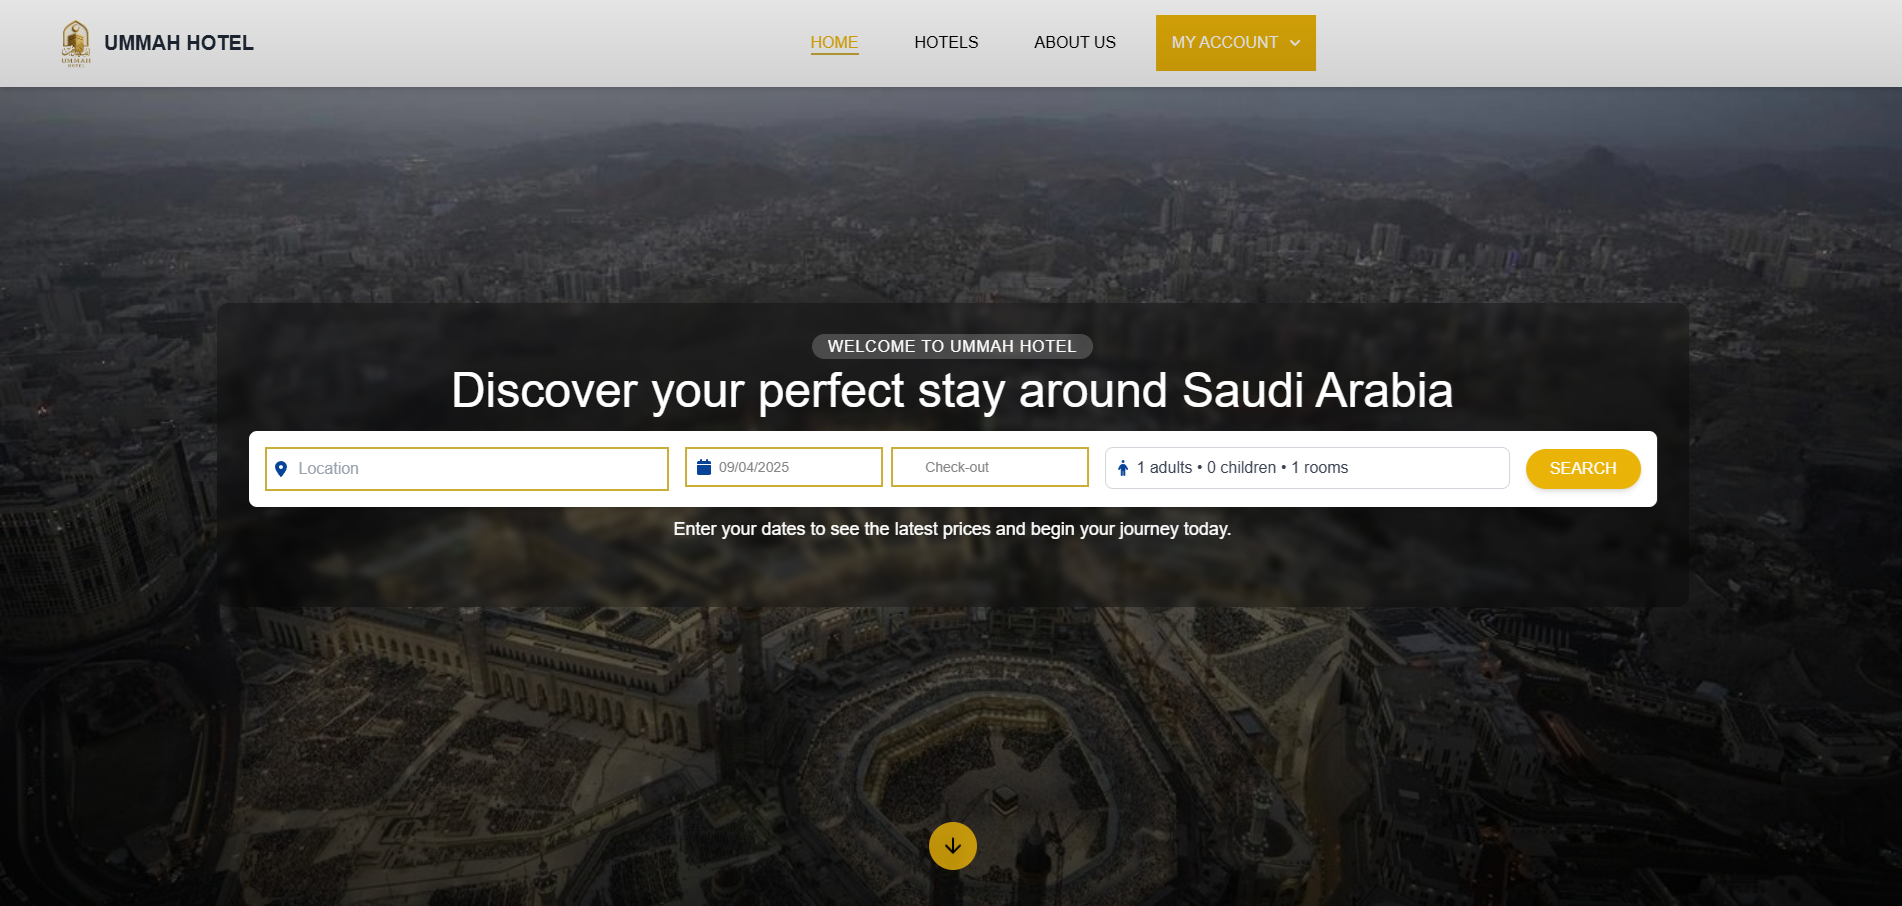 UMMAH HOTEL
UMMAH
HOTEL
HOME
HOTELS
ABOUT US
MY ACCOUNT
WELCOME TO UMMAH HOTEL
Discover your perfect stay around Saudi Arabia
Location
09/04/2025
Check-out
1 adults • 0 children • 1 rooms
SEARCH
Enter your dates to see the latest prices and begin your journey today.